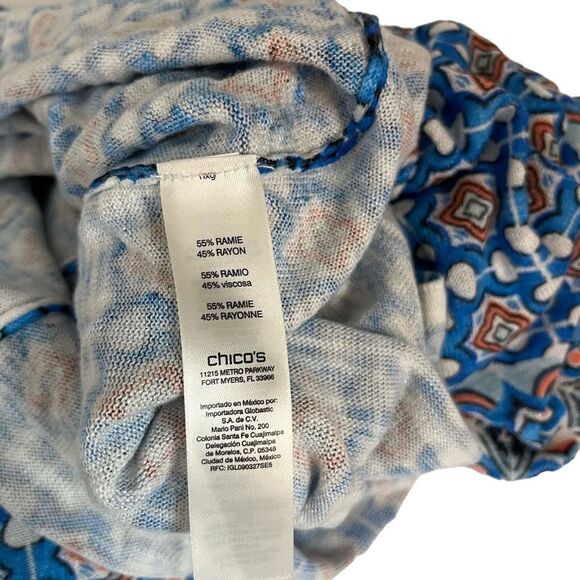 55% RAMIE
45% RAYON
55% RAMIO
45% viscosa
55% RAMIE
45% RAYONNE
chico's
11215 METRO PARKWAY
FORT MYERS, FL 33966
Importado en México por:
Importadora Globastic
S.A. de C.V.
Mario Pani No. 200
Colonia Santa Fe Cuajimalpa
Delegación Cuajimalpa
de Morelos, C.P. 05348
Ciudad de México, México
RFC: IGL090327SE5